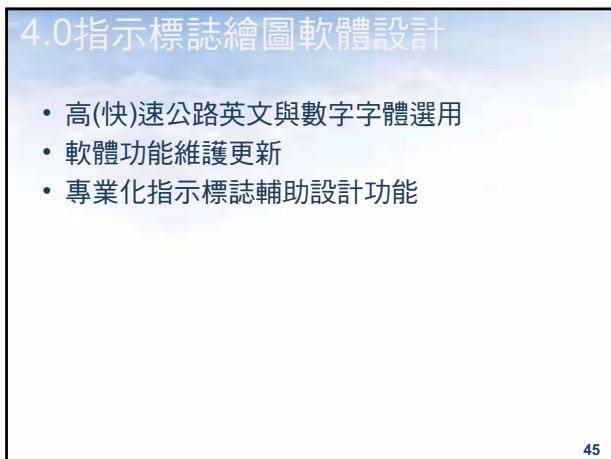 4.0指示標誌繪圖軟體設計
• 高(快)速公路英文與數字字體選用
• 軟體功能維護更新
• 專業化指示標誌輔助設計功能
45